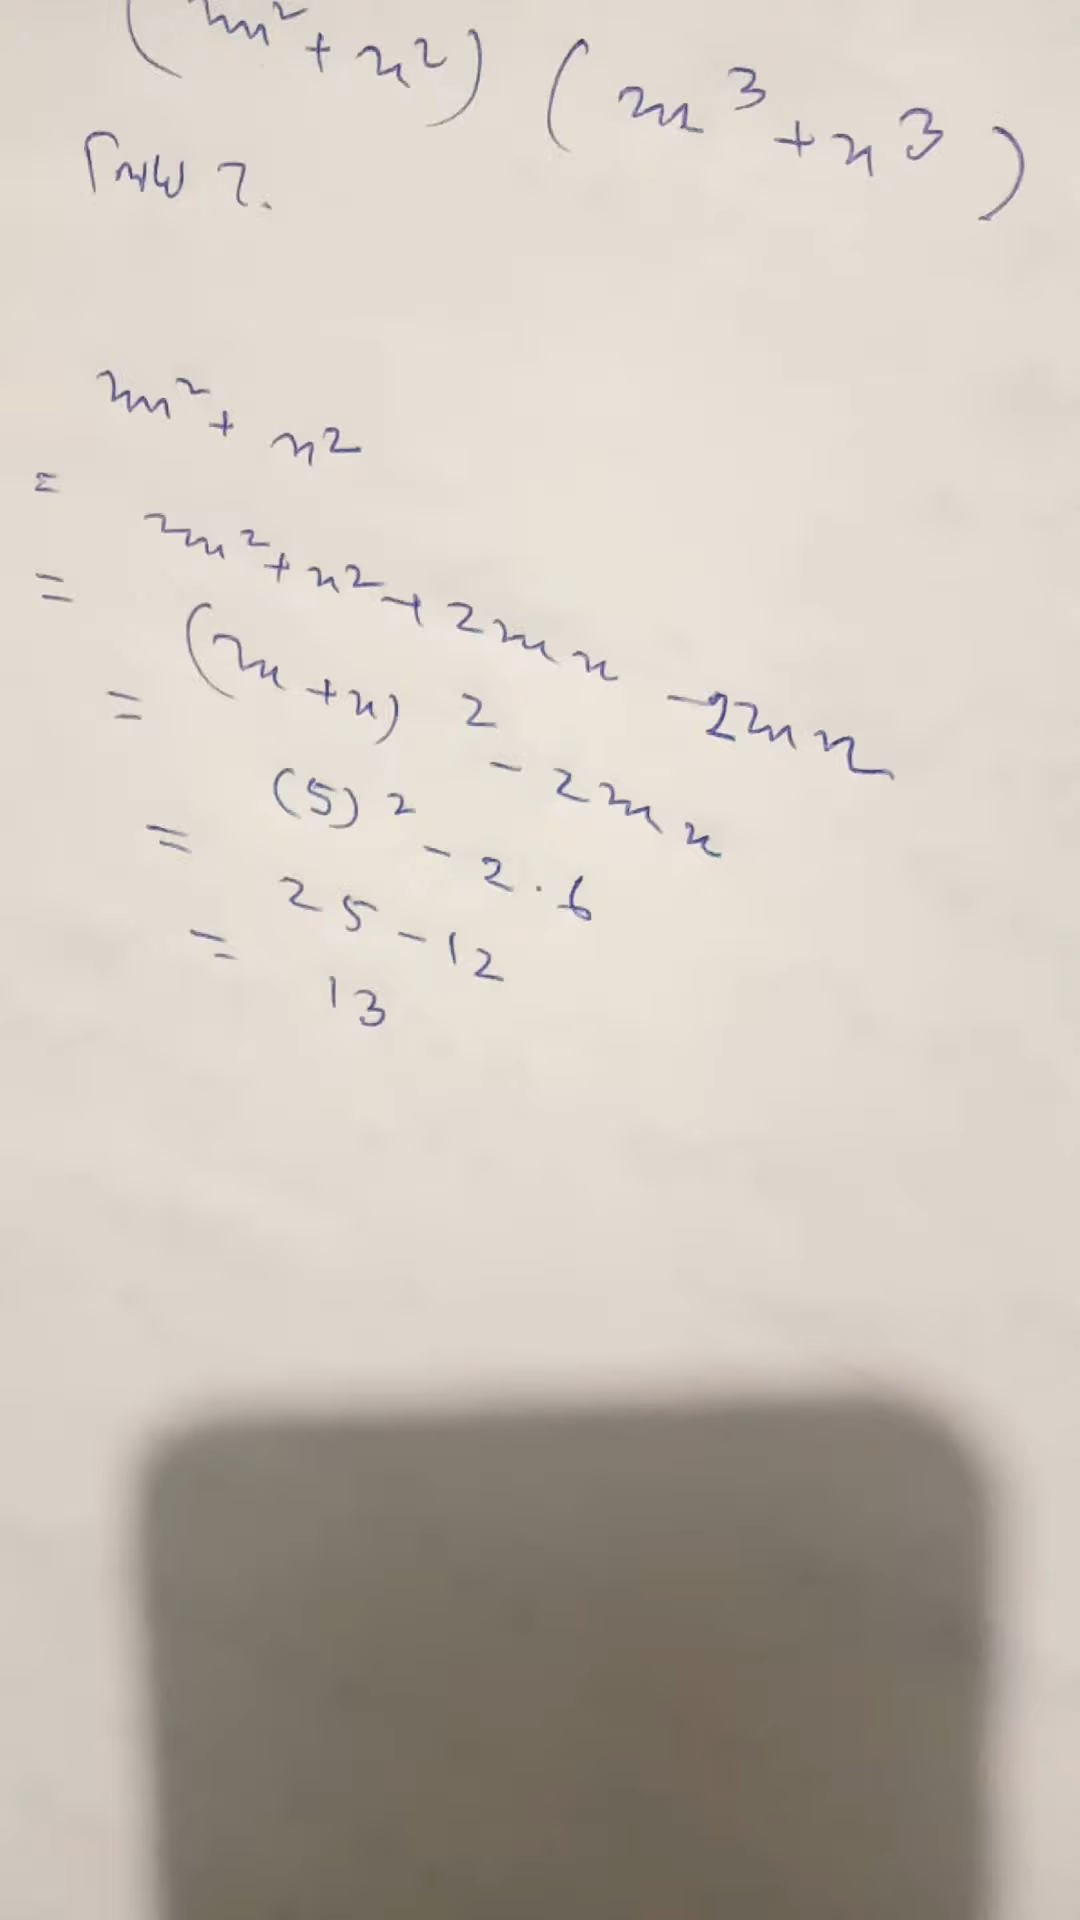 (m² + n²) (m³ + n³)
m² + n²
= m² + n² + 2mn - 2mn
= (m + n)² - 2mn
= (5)² - 2.6
= 25 - 12
= 13